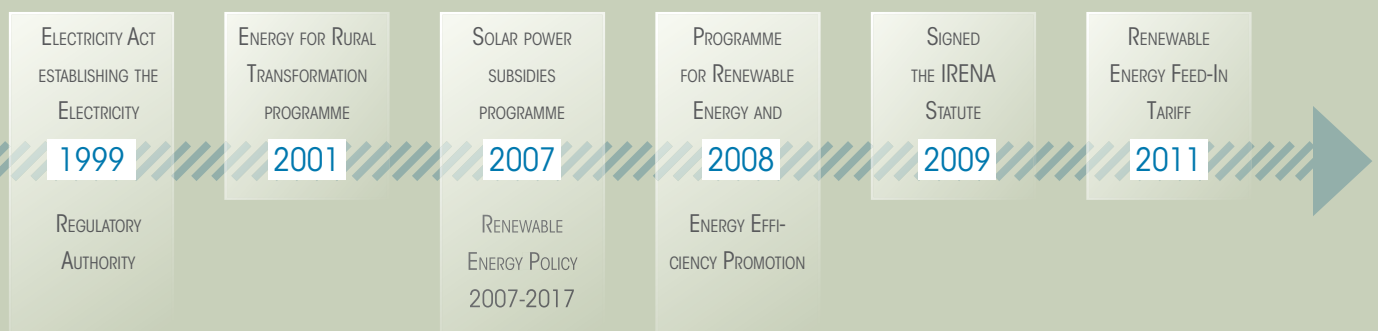 Electricity Act
establishing the
Electricity
1999
Regulatory
Authority
Energy for Rural
Transformation
programme
2001
Solar power
subsidies
programme
2007
Renewable
Energy Policy
2007-2017
Programme
for Renewable
Energy and
2008
Energy Effi-
ciency Promotion
Signed
the IRENA
Statute
2009
Renewable
Energy Feed-In
Tariff
2011